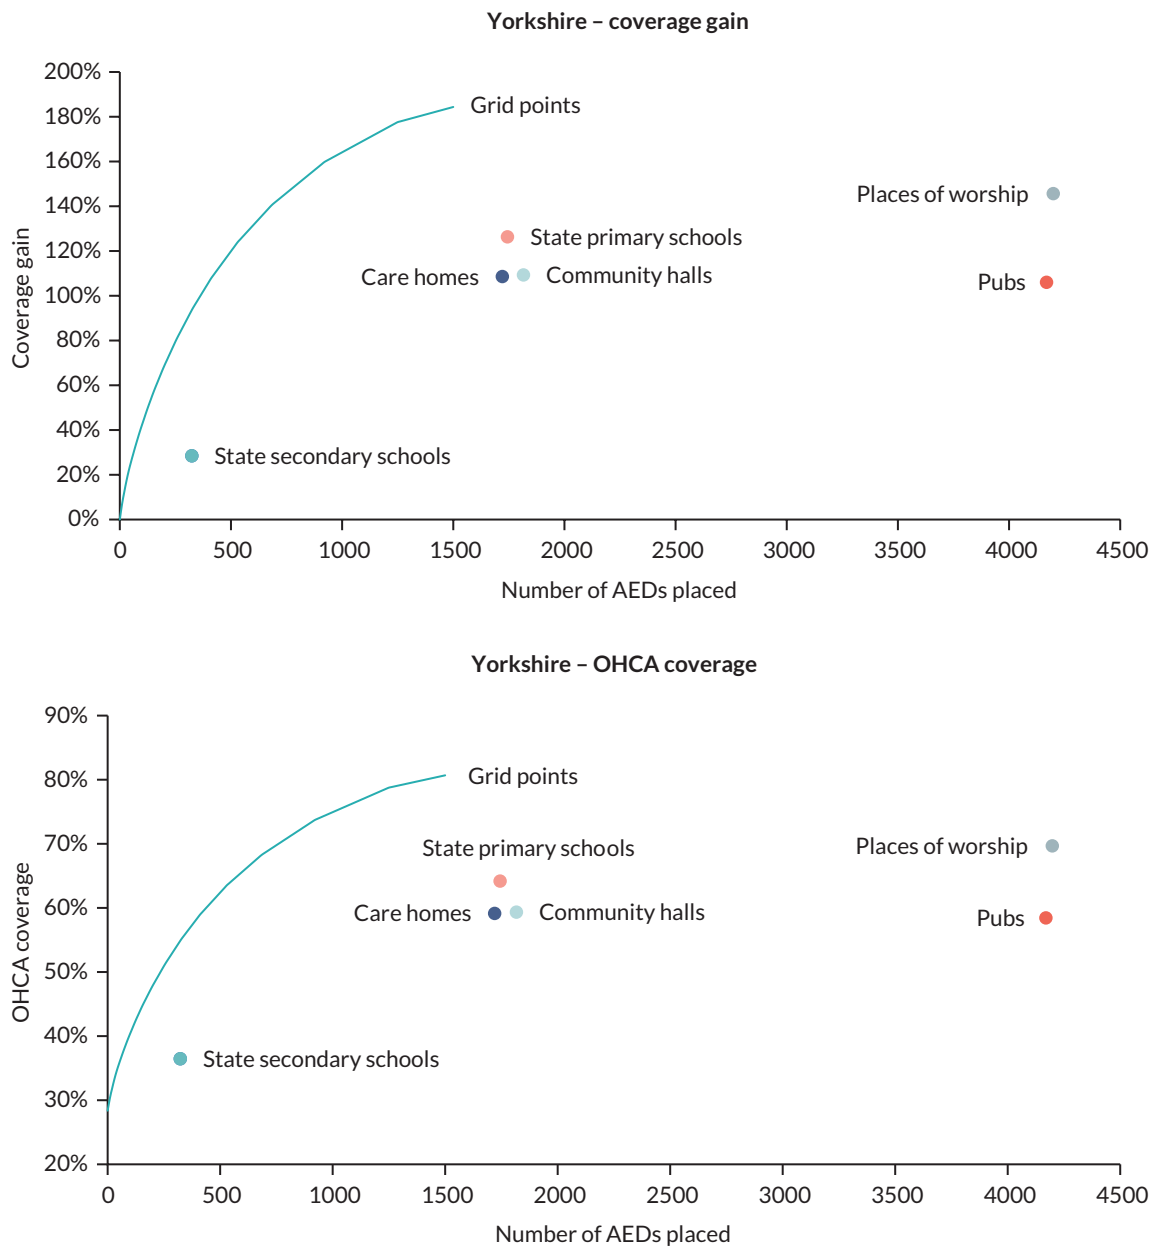 Yorkshire – coverage gain
200%
180%
160%
140%
120%
100%
80%
60%
40%
20%
0%
Coverage gain
Grid points
Places of worship
State primary schools
Care homes
Community halls
Pubs
State secondary schools
0
500
1000
1500
2000
2500
3000
3500
4000
4500
Number of AEDs placed
Yorkshire – OHCA coverage
90%
80%
70%
60%
50%
40%
30%
20%
OHCA coverage
Grid points
State primary schools
Places of worship
Care homes
Community halls
Pubs
State secondary schools
0
500
1000
1500
2000
2500
3000
3500
4000
4500
Number of AEDs placed